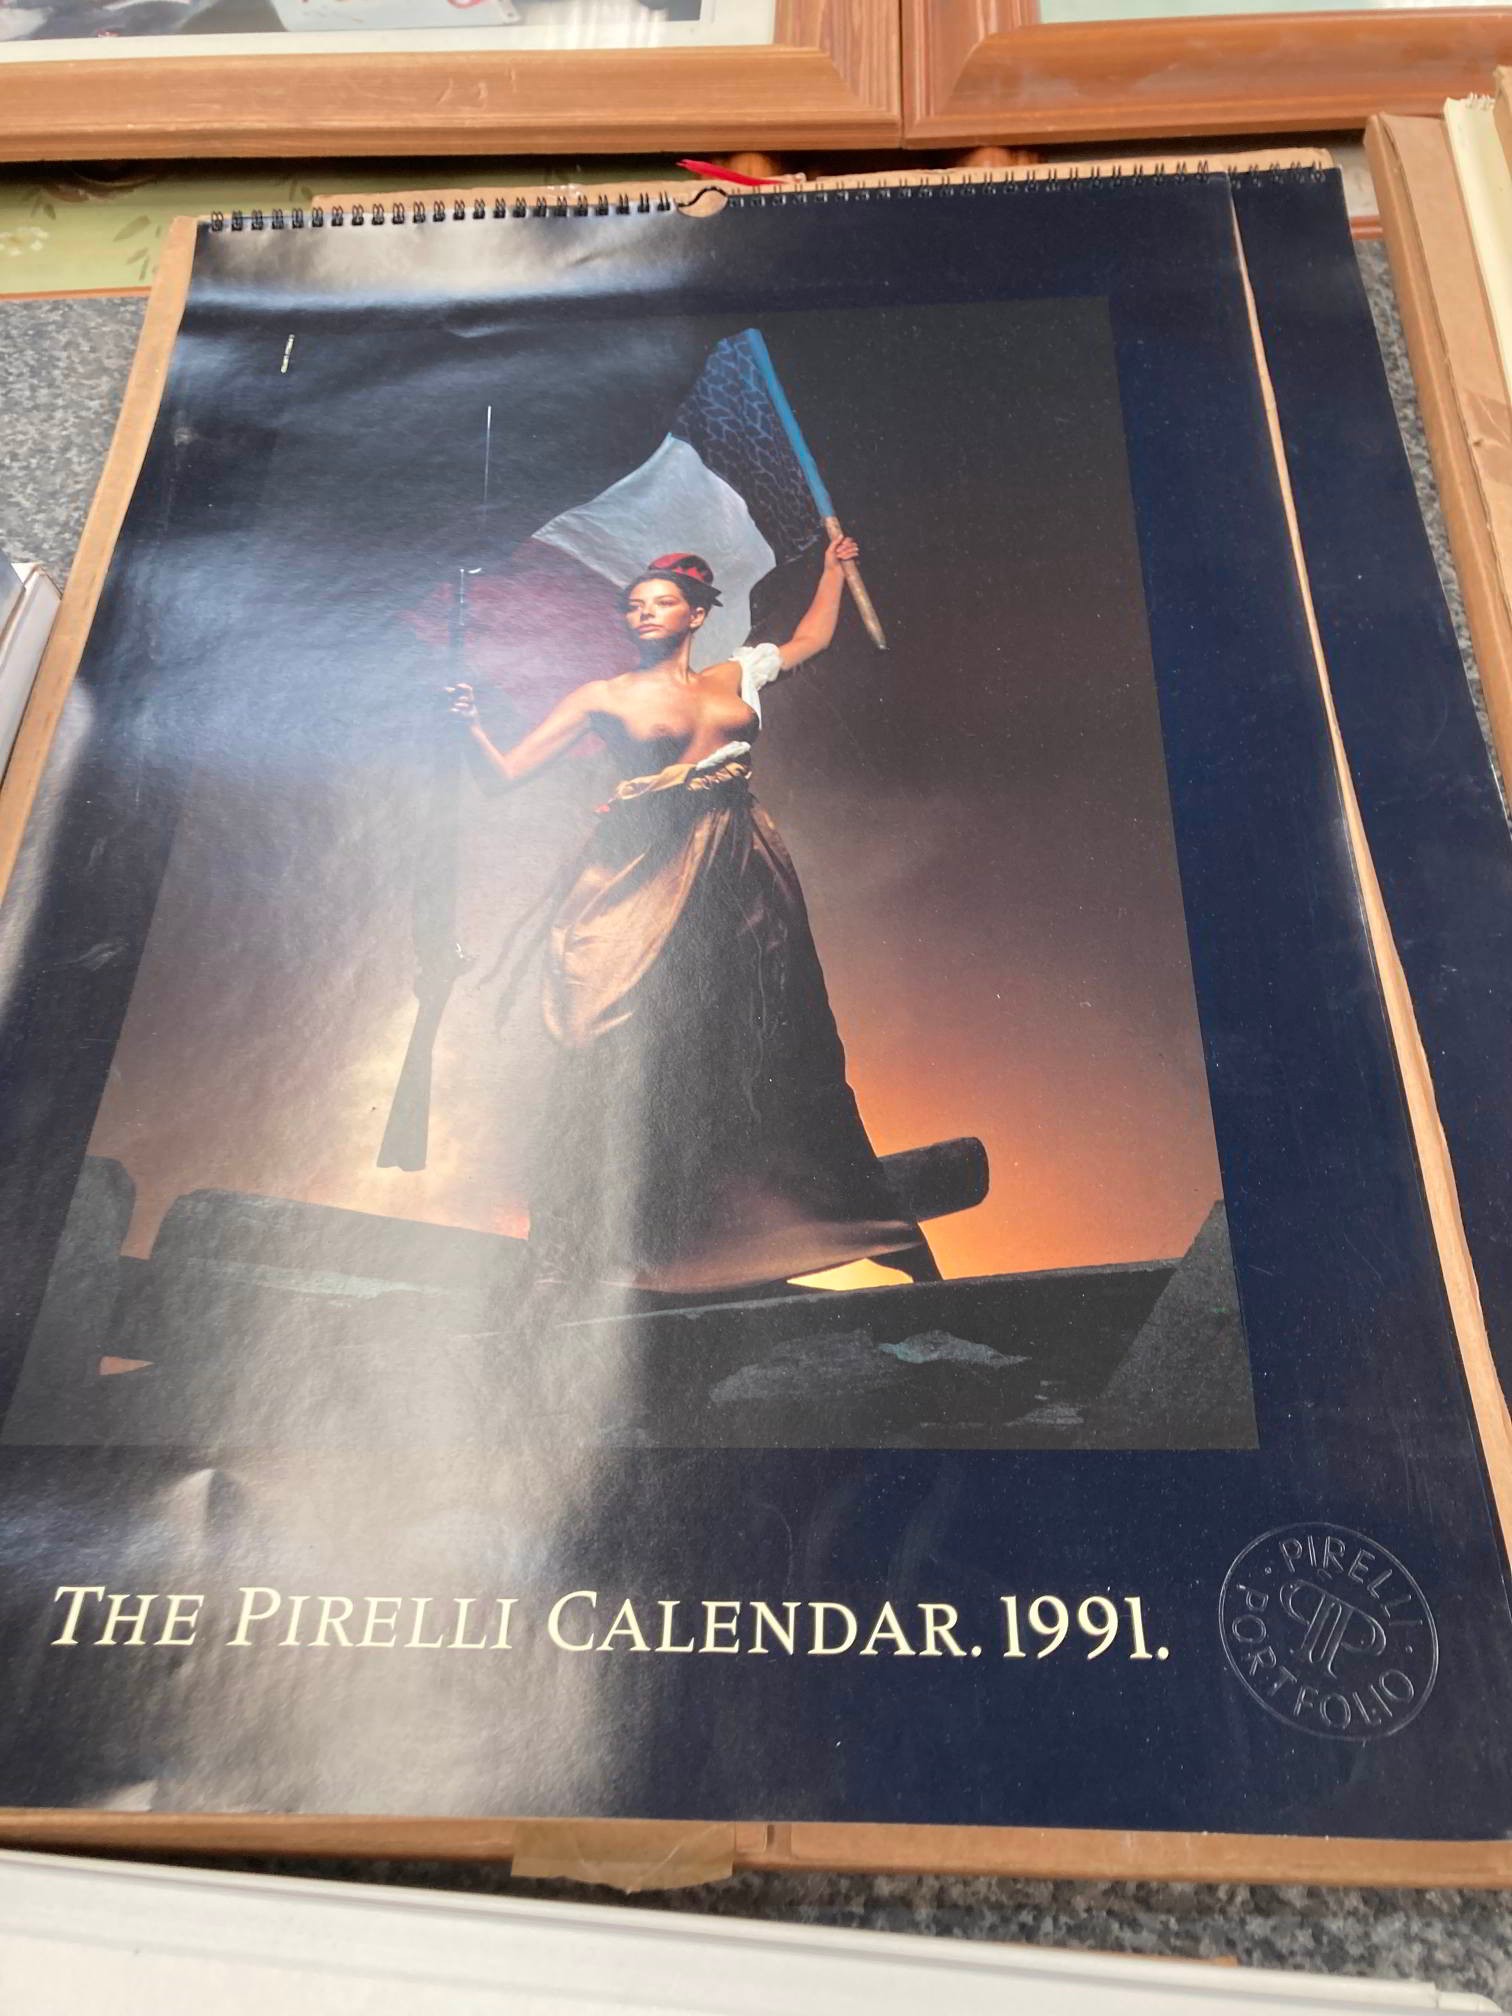 THE PIRELLI CALENDAR. 1991.
PIRELLI
PORTFOLIO